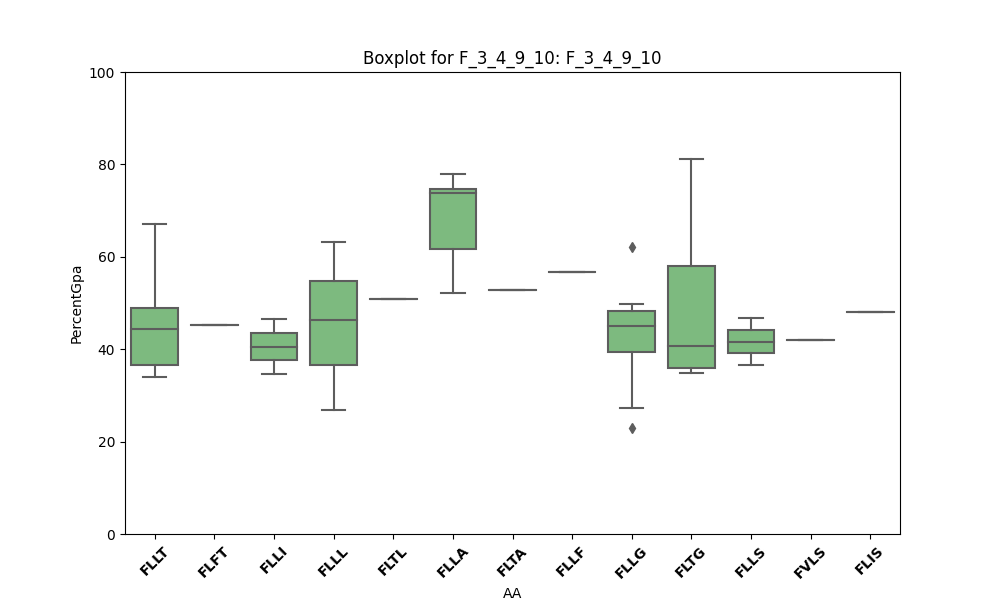 Boxplot for F_3_4_9_10: F_3_4_9_10
100
80
60
40
20
0
PercentGpa
FLLT
FLFT
FLLI
FLLL
FLTL
FLLA
FLTA
FLLF
FLLG
FLTG
FLLS
FVLS
FLIS
AA